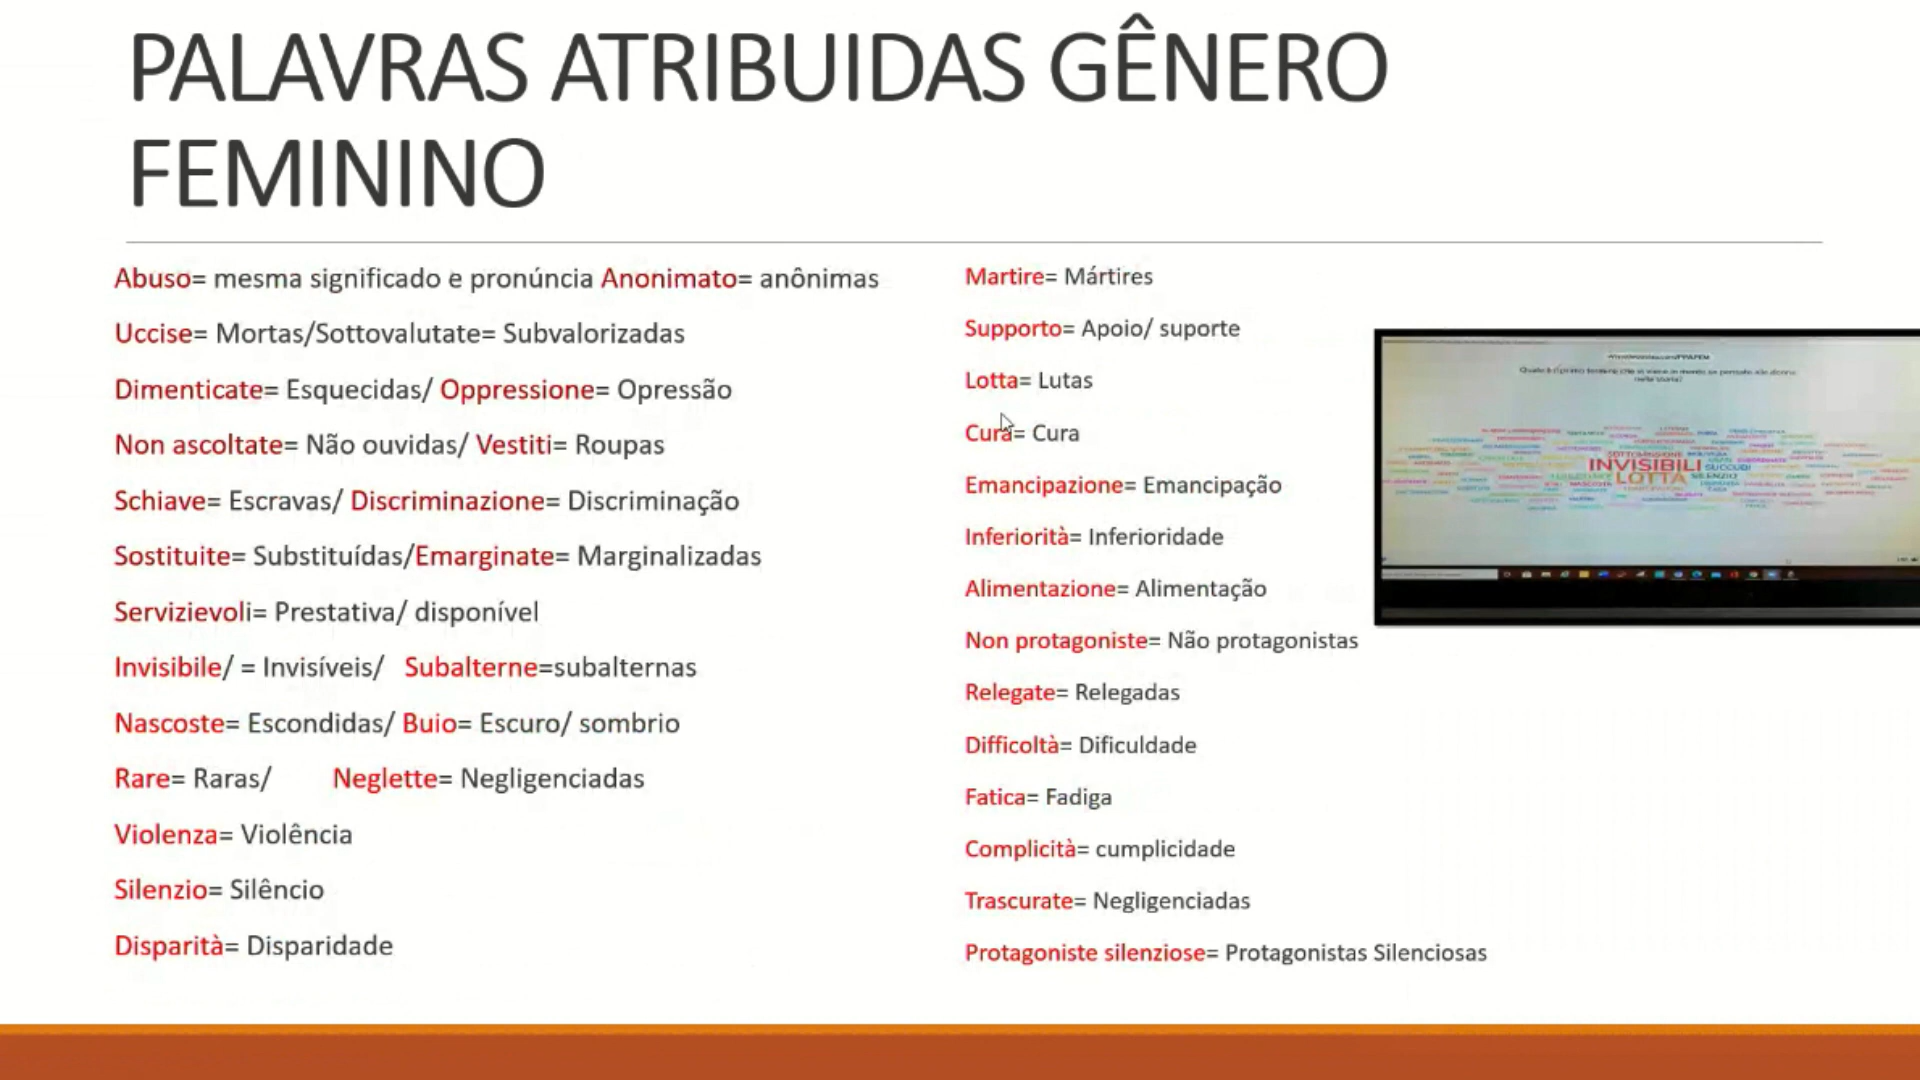 PALAVRAS ATRIBUIDAS GÊNERO
FEMININO
Abuso= mesma significado e pronúncia Anonimato= anônimas
Uccise= Mortas/Sottovalutate= Subvalorizadas
Dimenticate= Esquecidas/ Oppressione= Opressão
Non ascoltate= Não ouvidas/ Vestiti= Roupas
Schiave= Escravas/ Discriminazione= Discriminação
Sostituite= Substituídas/Emarginate= Marginalizadas
Servizievoli= Prestativa/ disponível
Invisibile/ = Invisíveis/ Subalterne=subalternas
Nascoste= Escondidas/ Buio= Escuro/ sombrio
Rare= Raras/ Neglette= Negligenciadas
Violenza= Violência
Silenzio= Silêncio
Disparità= Disparidade
Martire= Mártires
Supporto= Apoio/ suporte
Lotta= Lutas
Cura= Cura
Emancipazione= Emancipação
Inferiorità= Inferioridade
Alimentazione= Alimentação
Non protagoniste= Não protagonistas
Relegate= Relegadas
Difficoltà= Dificuldade
Fatica= Fadiga
Complicità= cumplicidade
Trascurate= Negligenciadas
Protagoniste silenziose= Protagonistas Silenciosas
SOTTOMISSIONE
INVISIBILI SUCCUBI
LOTTA SILENZIO